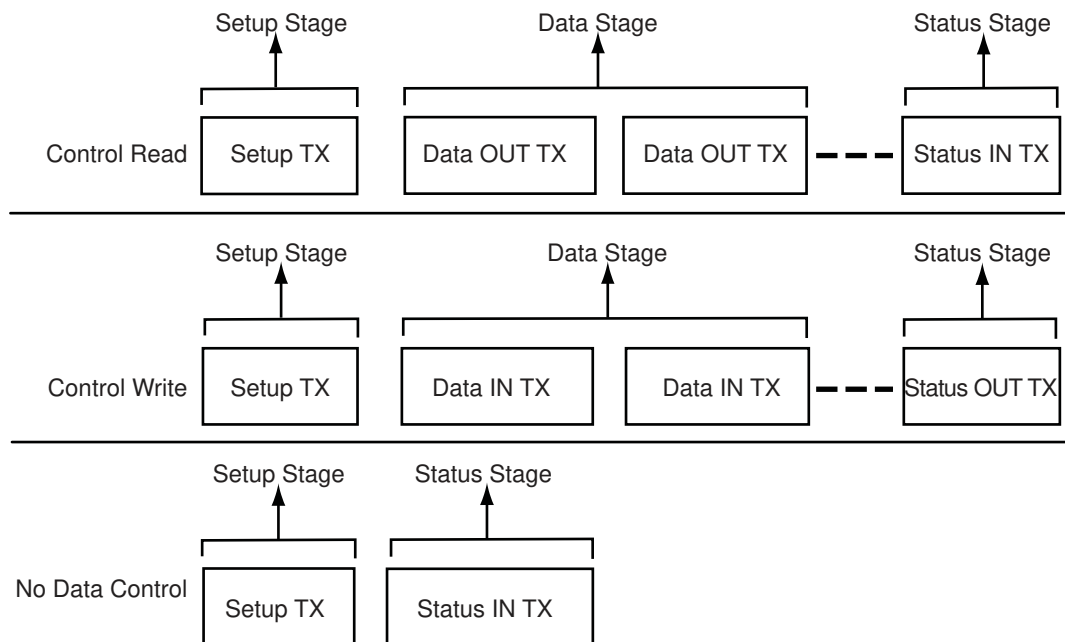 Setup Stage Data Stage Status Stage
Control Read Setup TX Data OUT TX Data OUT TX Status IN TX
Setup Stage Data Stage Status Stage
Control Write Setup TX Data IN TX Data IN TX Status OUT TX
Setup Stage Status Stage
No Data Control Setup TX Status IN TX